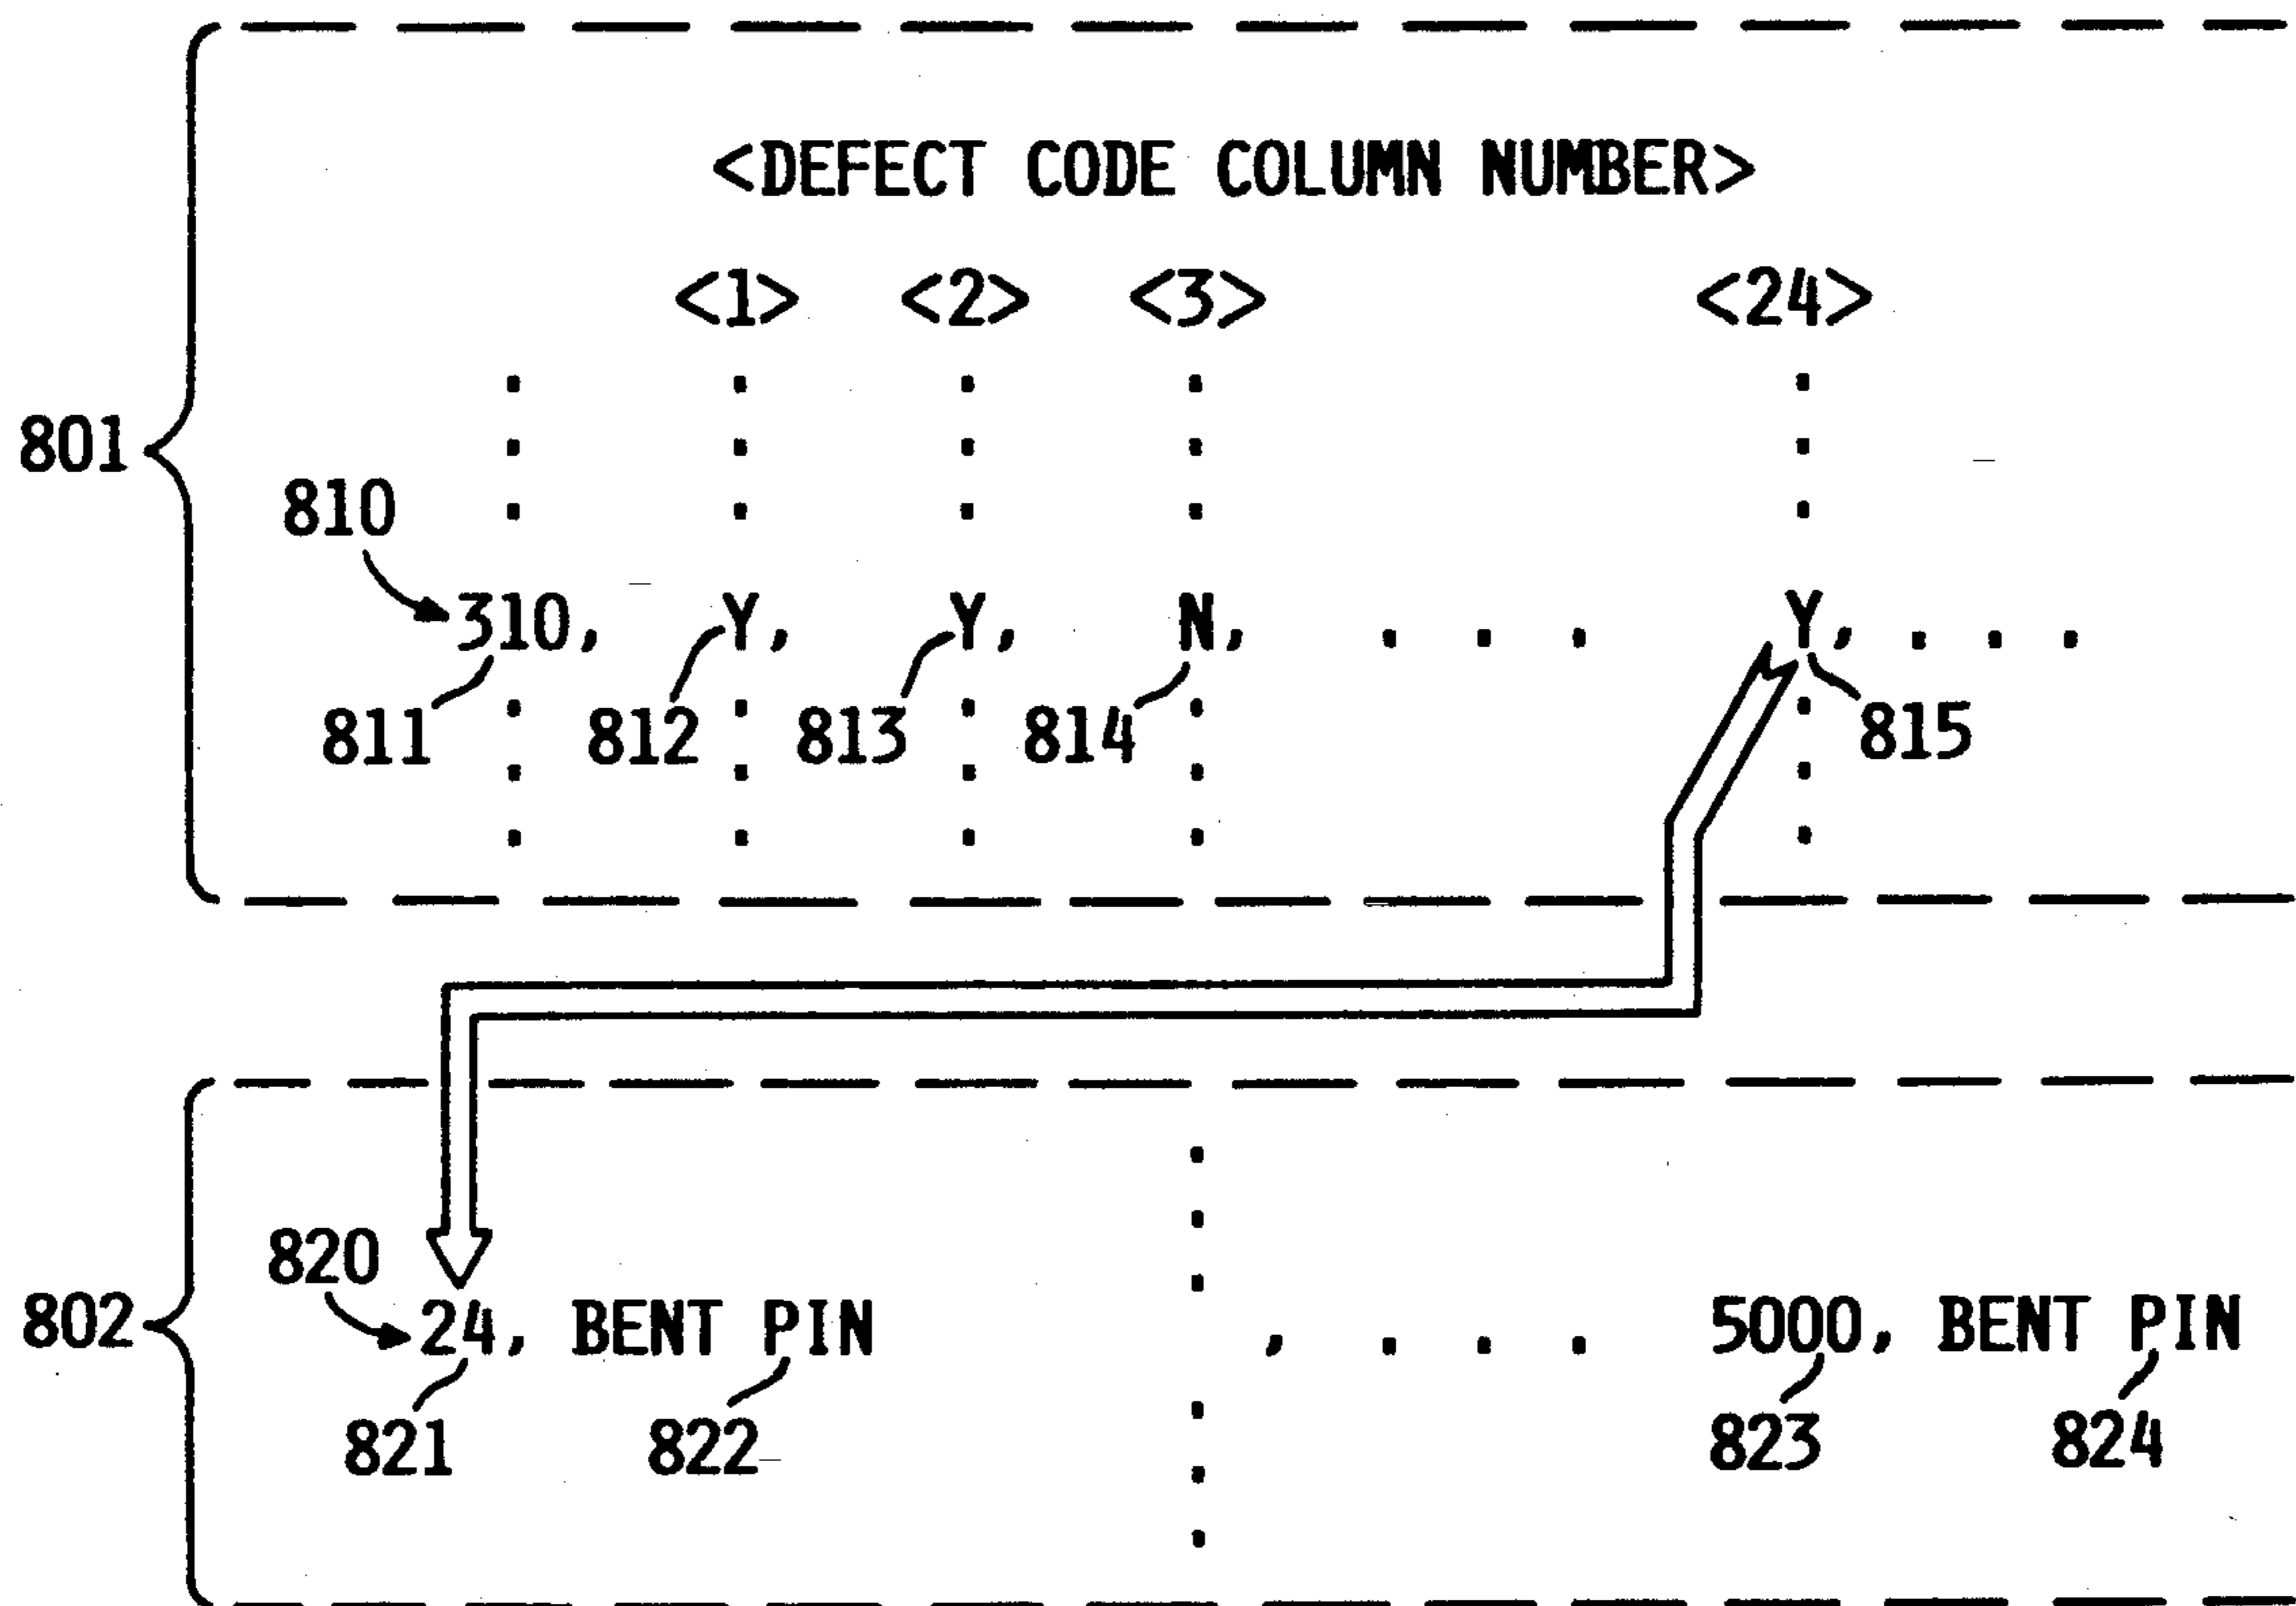 <DEFECT CODE COLUMN NUMBER>
<1> <2> <3> <24>
801
810
310, Y, Y, N, . . . Y, . . .
811 812 813 814 815
820
802 24, BENT PIN , . . . 5000, BENT PIN
821 822 823 824